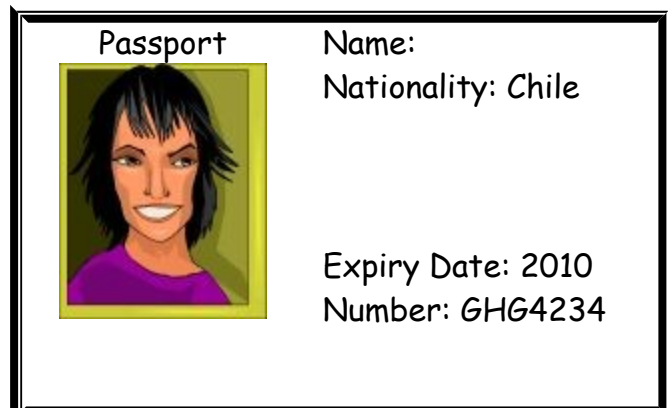 Passport
Name:
Nationality: Chile
Expiry Date: 2010
Number: GHG4234